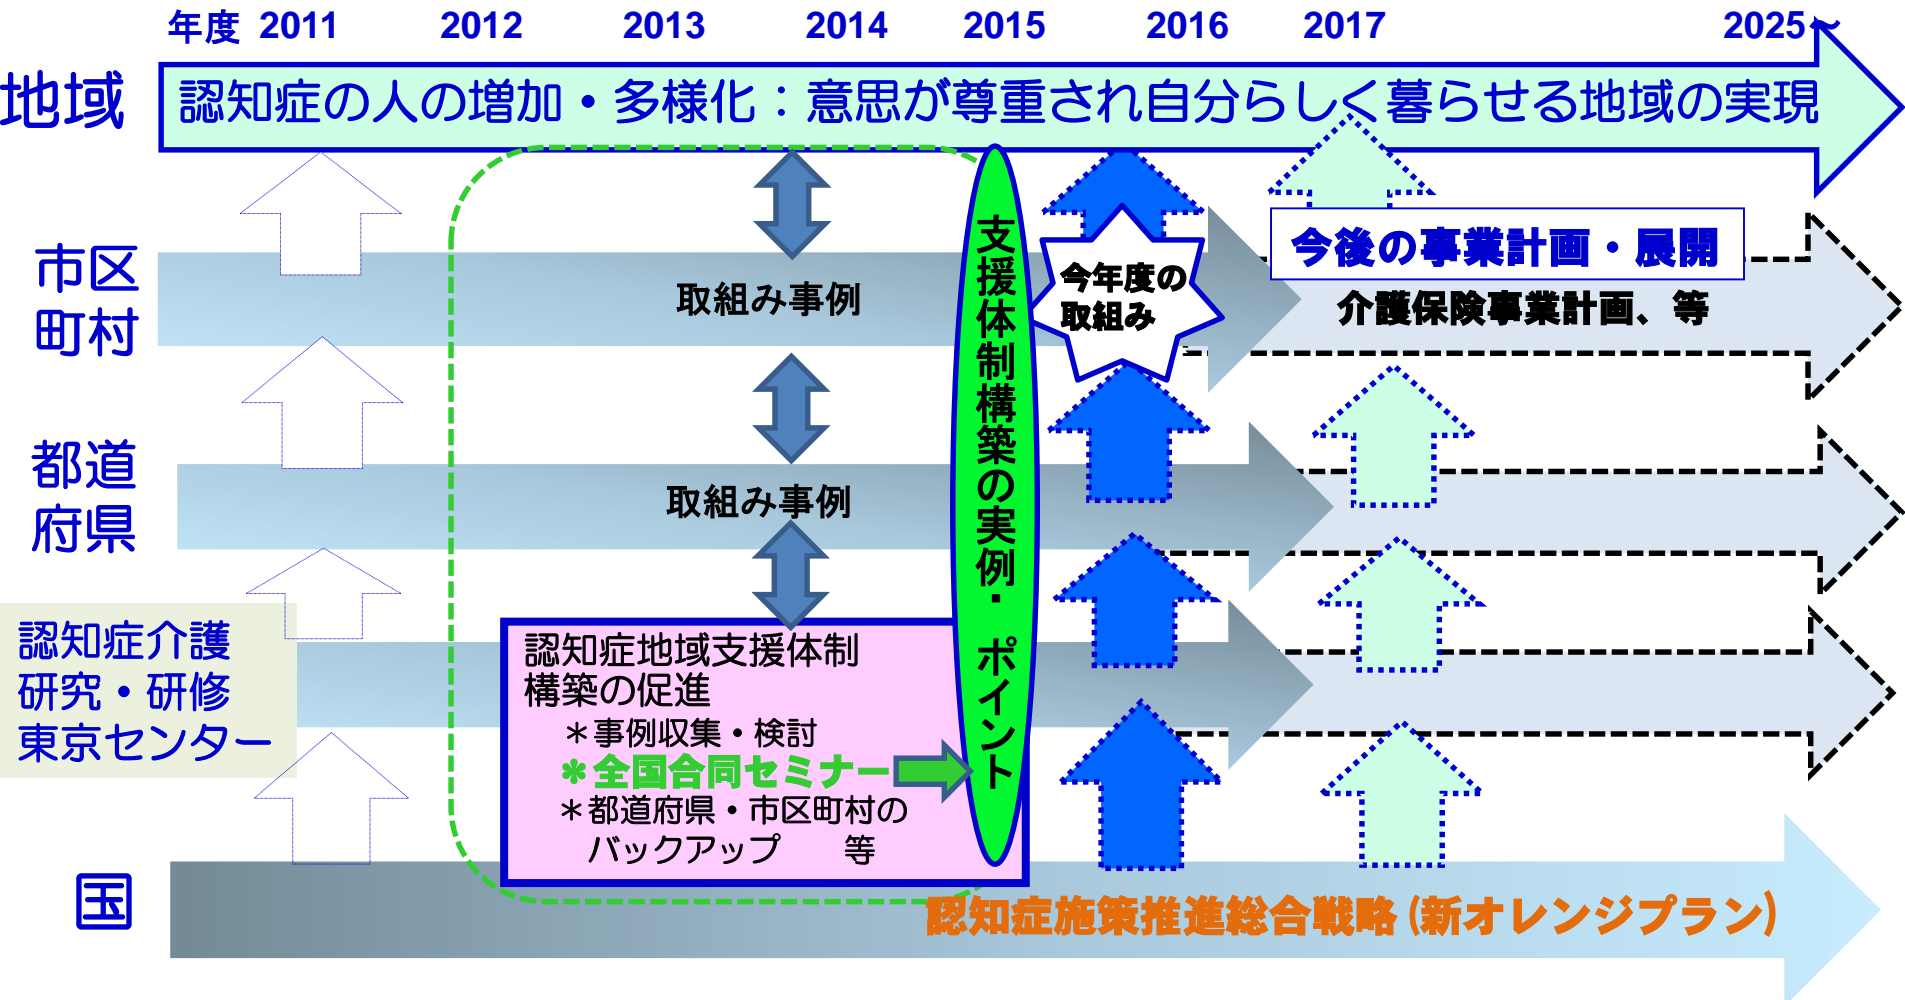 年度 2011 2012 2013 2014 2015 2016 2017 2025～
地域
認知症の人の増加・多様化：意思が尊重され自分らしく暮らせる地域の実現
市区
町村
取組み事例
支援体制構築の実例・ ポイント
今年度の
取組み
今後の事業計画・展開
介護保険事業計画、等
都道
府県
取組み事例
認知症介護
研究・研修
東京センター
認知症地域支援体制
構築の促進
＊事例収集・検討
＊全国合同セミナー
＊都道府県・市区町村の
バックアップ 等
国
認知症施策推進総合戦略(新オレンジプラン)